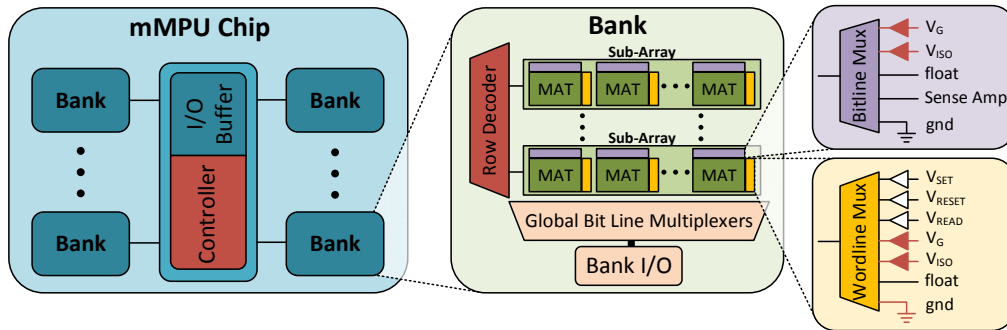 mMPU Chip
Bank
Bank
Bank
Bank
I/O
Buffer
Controller
Bank
Row Decoder
Sub-Array
MAT
MAT
MAT
Sub-Array
MAT
MAT
MAT
Global Bit Line Multiplexers
Bank I/O
Bitline Mux
VG
VISO
float
Sense Amp
gnd
Wordline Mux
VSET
VRESET
VREAD
VG
VISO
float
gnd